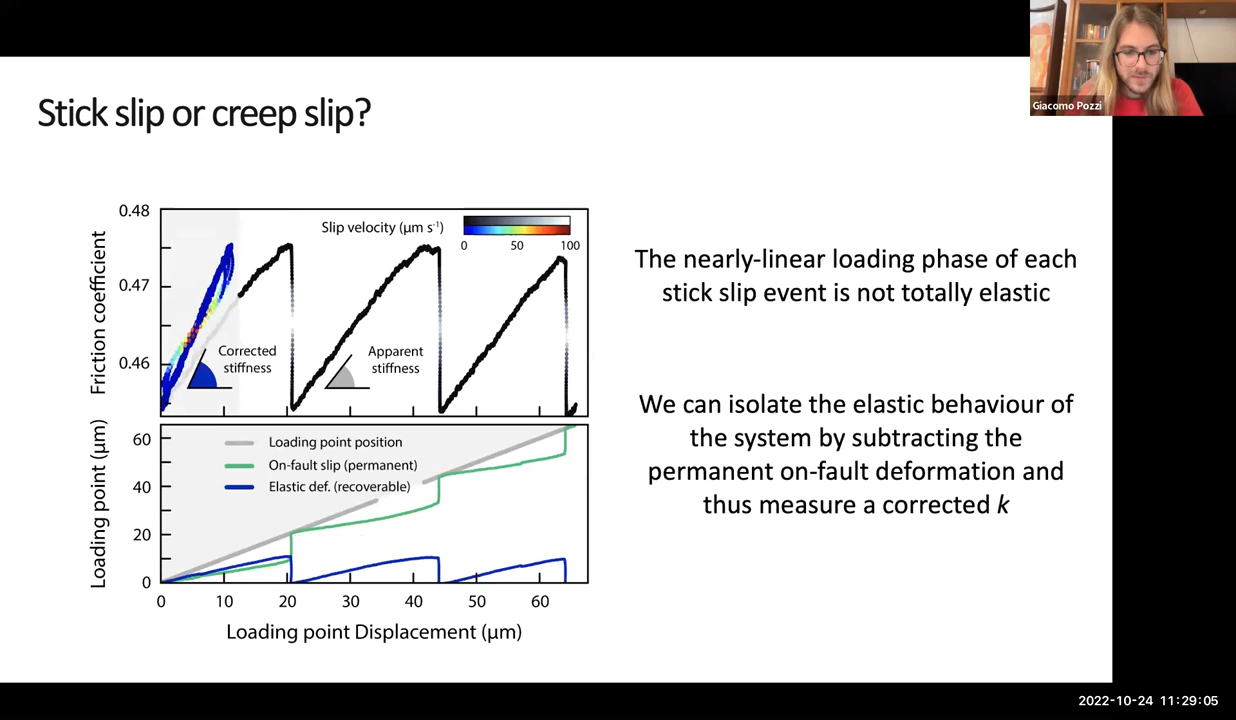 Giacomo Pozzi
Stick slip or creep slip?
0.48
0.47
0.46
Friction coefficient
Slip velocity (µm s⁻¹)
0 50 100
Corrected
stiffness
Apparent
stiffness
60
40
20
0
Loading point (µm)
Loading point position
On-fault slip (permanent)
Elastic def. (recoverable)
0 10 20 30 40 50 60
Loading point Displacement (µm)
The nearly-linear loading phase of each
stick slip event is not totally elastic
We can isolate the elastic behaviour of
the system by subtracting the
permanent on-fault deformation and
thus measure a corrected k
2022-10-24 11:29:05